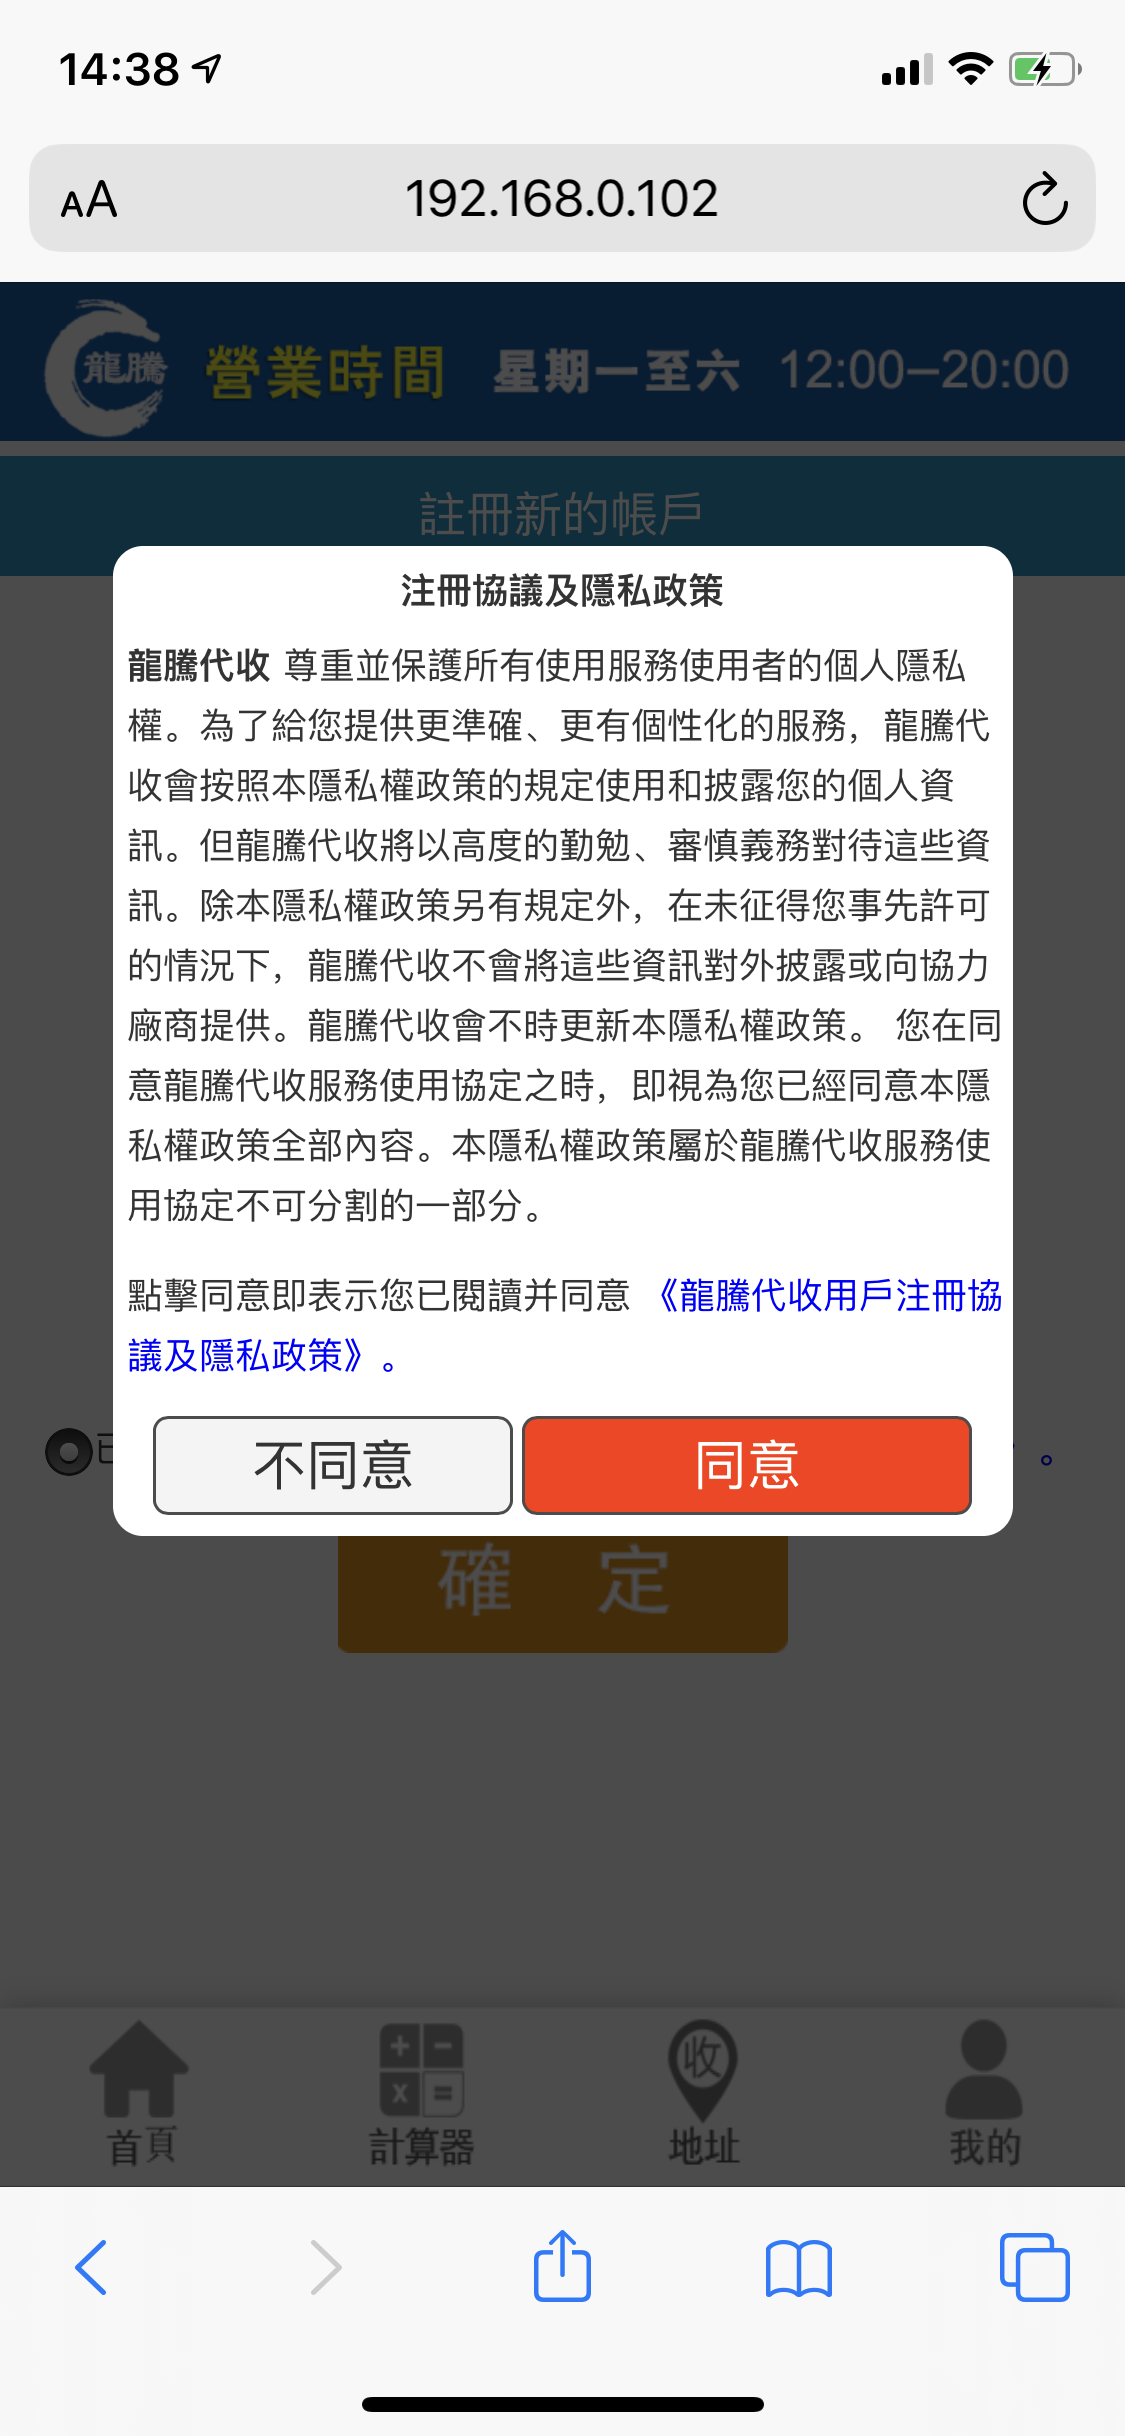 14:38
AA 192.168.0.102
龍騰 營業時間 星期一至六 12:00–20:00
註冊新的帳戶
注冊協議及隱私政策
龍騰代收 尊重並保護所有使用服務使用者的個人隱私
權。為了給您提供更準確、更有個性化的服務，龍騰代
收會按照本隱私權政策的規定使用和披露您的個人資
訊。但龍騰代收將以高度的勤勉、審慎義務對待這些資
訊。除本隱私權政策另有規定外，在未征得您事先許可
的情況下，龍騰代收不會將這些資訊對外披露或向協力
廠商提供。龍騰代收會不時更新本隱私權政策。 您在同
意龍騰代收服務使用協定之時，即視為您已經同意本隱
私權政策全部內容。本隱私權政策屬於龍騰代收服務使
用協定不可分割的一部分。
點擊同意即表示您已閱讀并同意 《龍騰代收用戶注冊協
議及隱私政策》。
不同意 同意
。
確 定
+ - x =
收
首頁 計算器 地址 我的